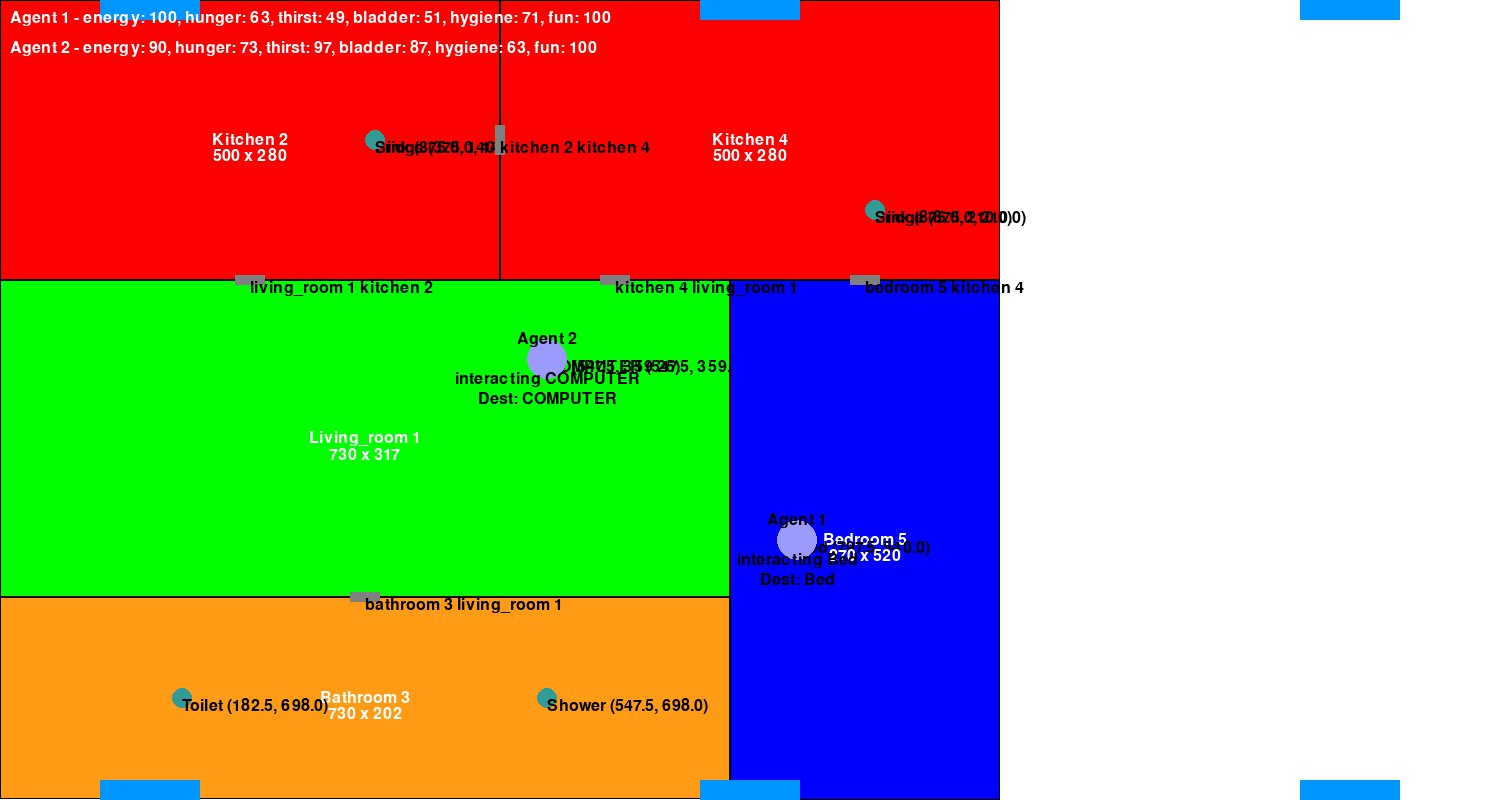 Agent 1 - energy: 100, hunger: 63, thirst: 49, bladder: 51, hygiene: 71, fun: 100
Agent 2 - energy: 90, hunger: 73, thirst: 97, bladder: 87, hygiene: 63, fun: 100
Kitchen 2
500 x 280
kitchen 2 kitchen 4
Kitchen 4
500 x 280
living_room 1 kitchen 2
kitchen 4 living_room 1
bedroom 5 kitchen 4
Agent 2
interacting COMPUTER
Dest: COMPUTER
Living_room 1
730 x 317
Agent 1
Bedroom 5
270 x 520
interacting Bed
Dest: Bed
bathroom 3 living_room 1
Toilet (182.5, 698.0)
Bathroom 3
730 x 202
Shower (547.5, 698.0)